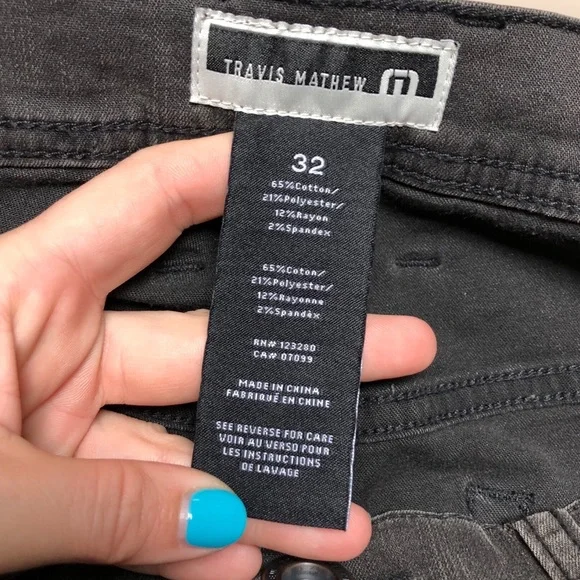 TRAVIS MATHEW
32
65%Cotton/
21%Polyester/
12%Rayon
2%Spandex
65%Coton/
21%Polyester/
12%Rayonne
2%Spandex
RN# 123280
CA# 07099
MADE IN CHINA
FABRIQUÉ EN CHINE
SEE REVERSE FOR CARE
VOIR AU VERSO POUR
LES INSTRUCTIONS
DE LAVAGE